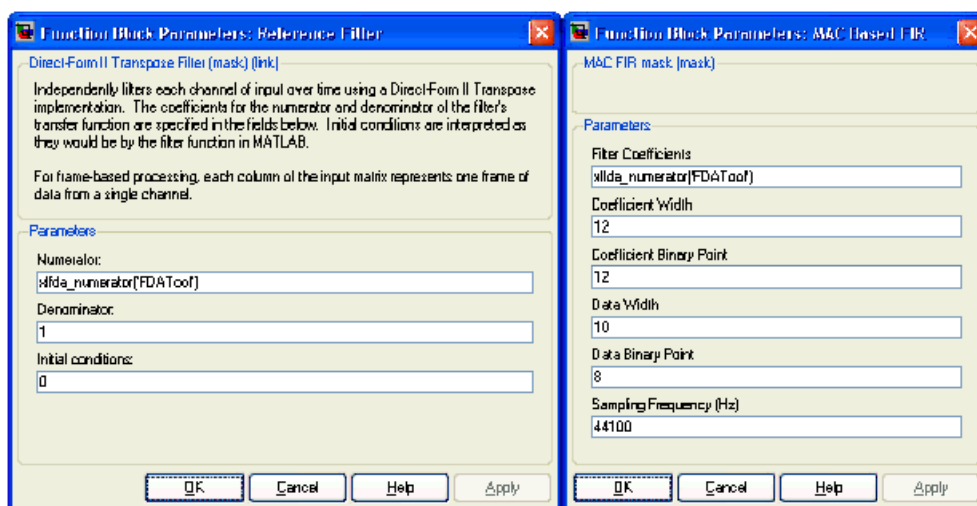 Function Block Parameters: Reference Filter
Direct-Form II Transpose Filter (mask) (link)
Independently filters each channel of input over time using a Direct-Form II Transpose
implementation. The coefficients for the numerator and denominator of the filter's
transfer function are specified in the fields below. Initial conditions are interpreted as
they would be by the filter function in MATLAB.
For frame-based processing, each column of the input matrix represents one frame of
data from a single channel.
Parameters
Numerator:
xlfda_numerator('FDATool')
Denominator:
1
Initial conditions:
0
OK
Cancel
Help
Apply
Function Block Parameters: MAC Based FIR
MAC FIR mask (mask)
Parameters
Filter Coefficients
xlfda_numerator('FDATool')
Coefficient Width
12
Coefficient Binary Point
12
Data Width
10
Data Binary Point
8
Sampling Frequency (Hz)
44100
OK
Cancel
Help
Apply